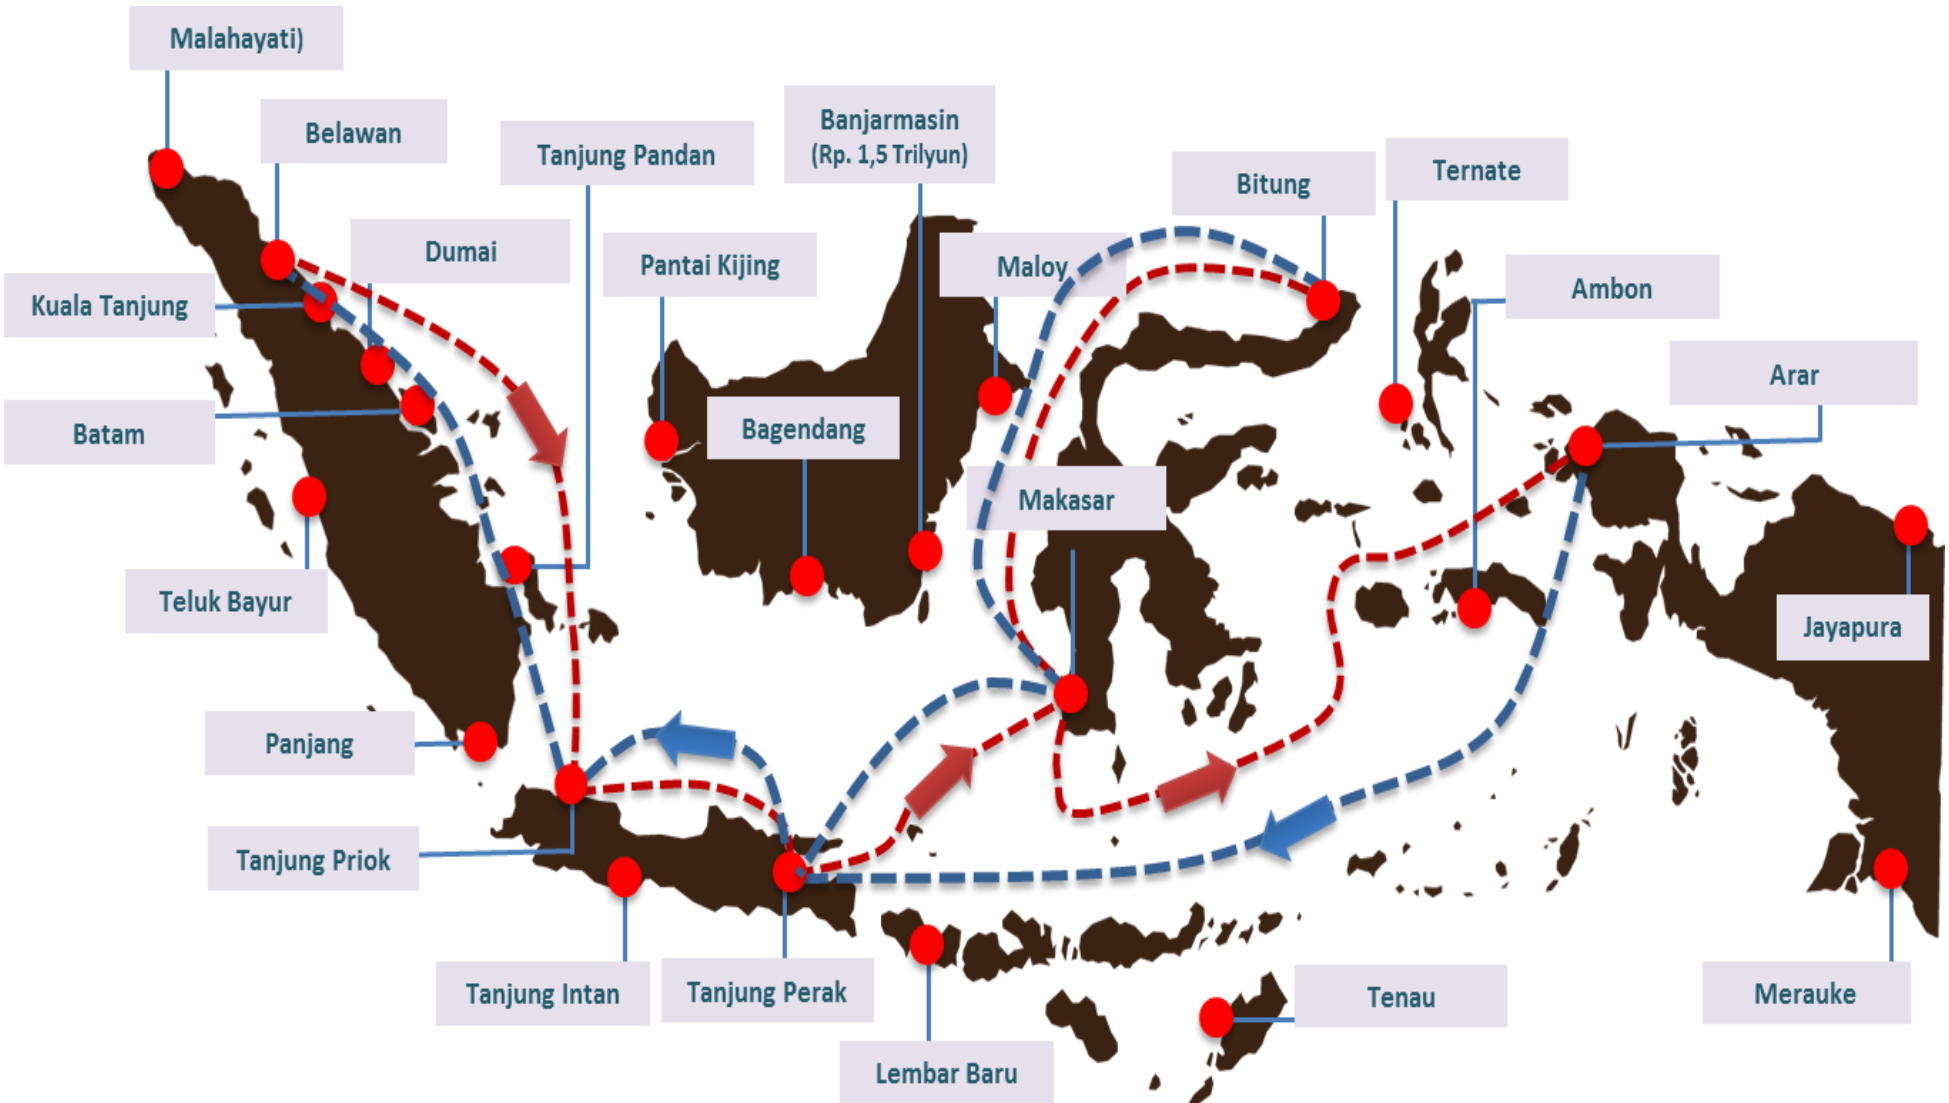 Malahayati)
Belawan
Tanjung Pandan
Banjarmasin
(Rp. 1,5 Trilyun)
Bitung
Ternate
Dumai
Pantai Kijing
Maloy
Ambon
Kuala Tanjung
Arar
Batam
Bagendang
Makasar
Teluk Bayur
Jayapura
Panjang
Tanjung Priok
Tanjung Intan
Tanjung Perak
Tenau
Merauke
Lembar Baru